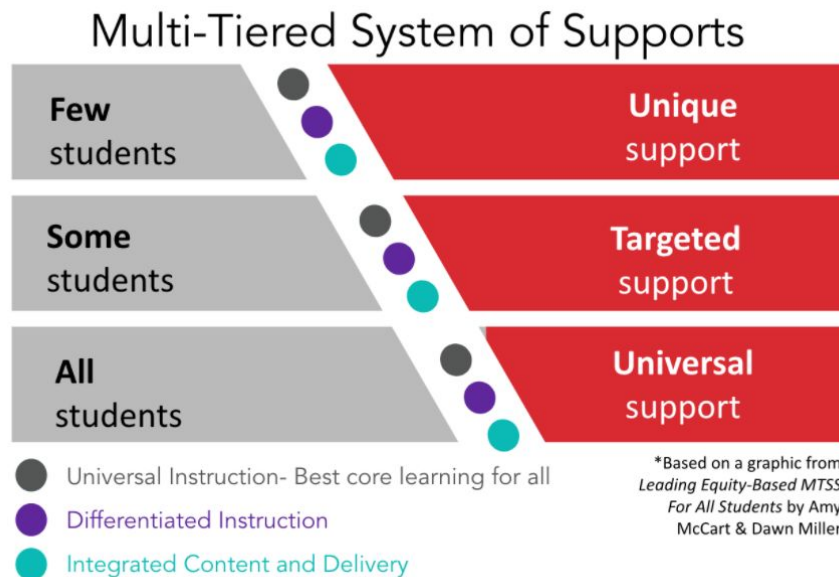 Multi-Tiered System of Supports
Few
students
Unique
support
Some
students
Targeted
support
All
students
Universal
support
Universal Instruction- Best core learning for all
Differentiated Instruction
Integrated Content and Delivery
*Based on a graphic from
Leading Equity-Based MTSS
For All Students by Amy
McCart & Dawn Miller